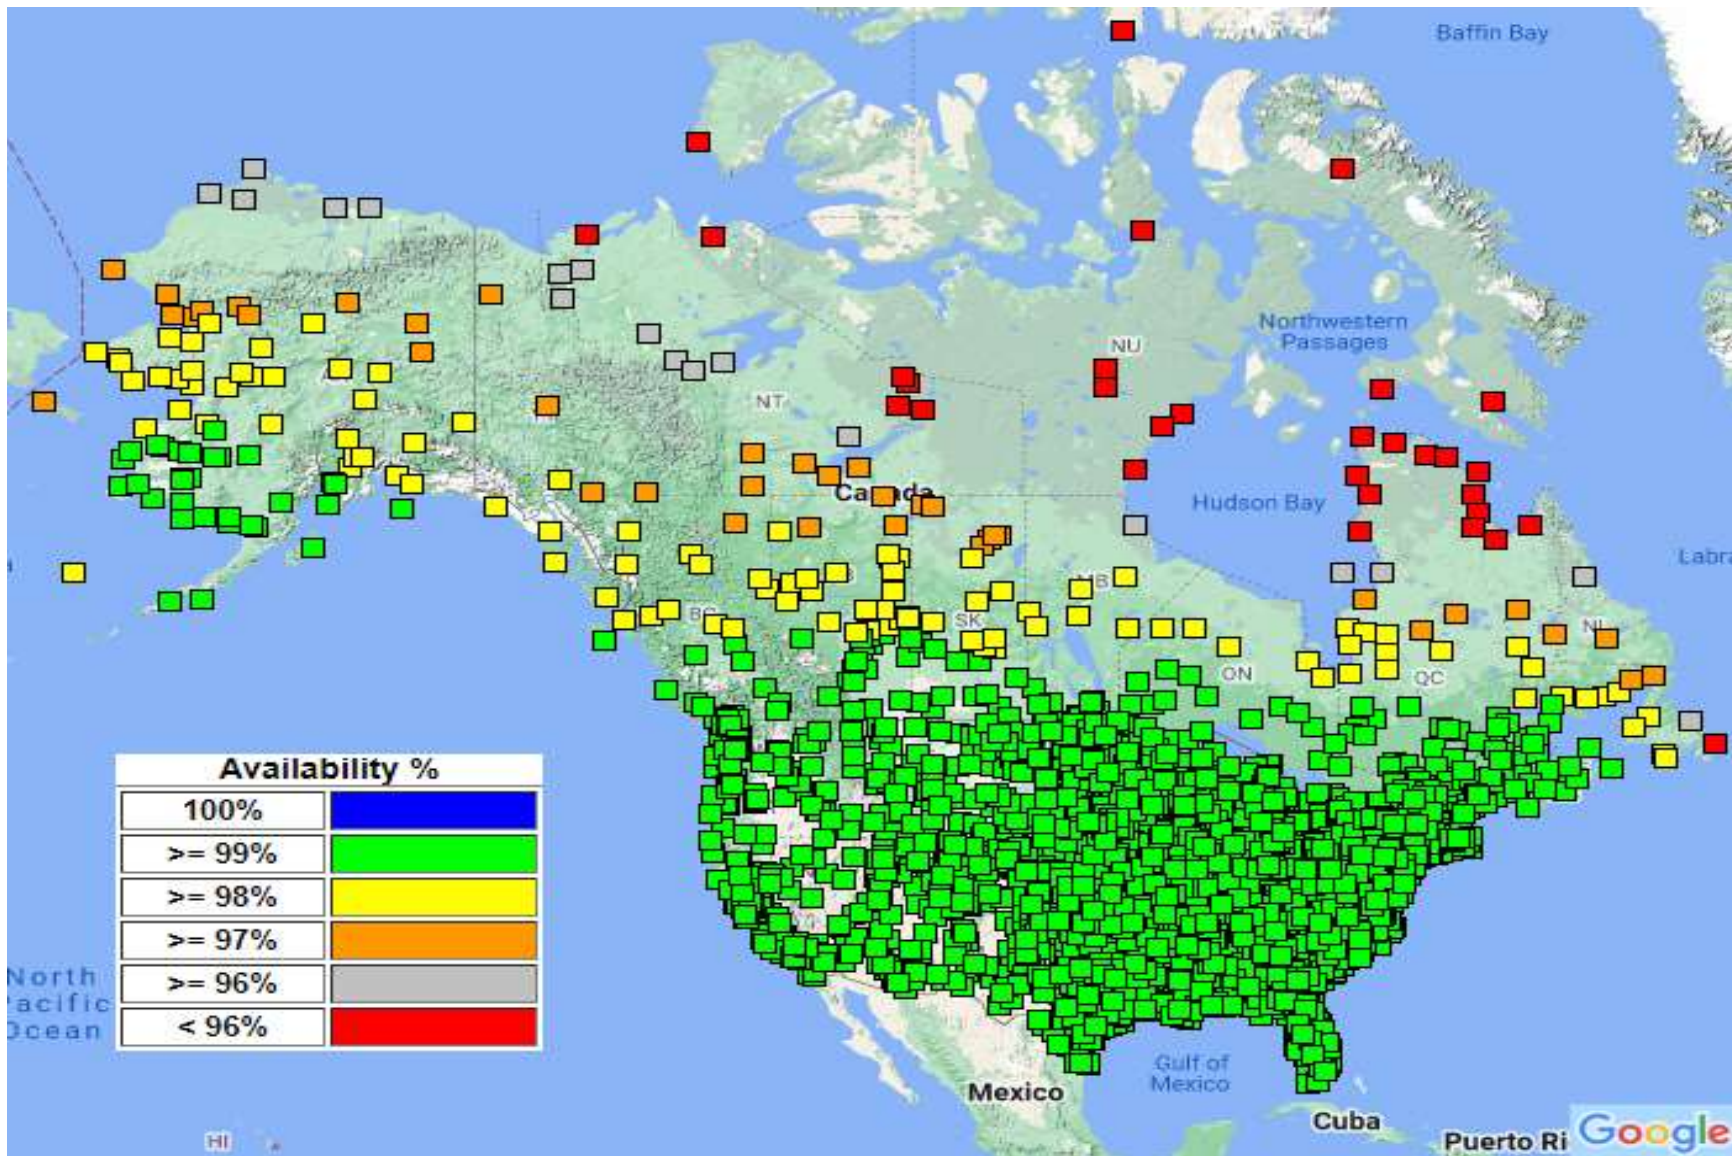 Baffin Bay
Northwestern
Passages
NU
NT
Canada
Hudson Bay
Labra
MB
BC
SK
NL
ON
QC
Availability %
100%
>= 99%
>= 98%
>= 97%
>= 96%
< 96%
North
Pacific
Ocean
Gulf of
Mexico
Mexico
Cuba
HI
Puerto Ri
Google